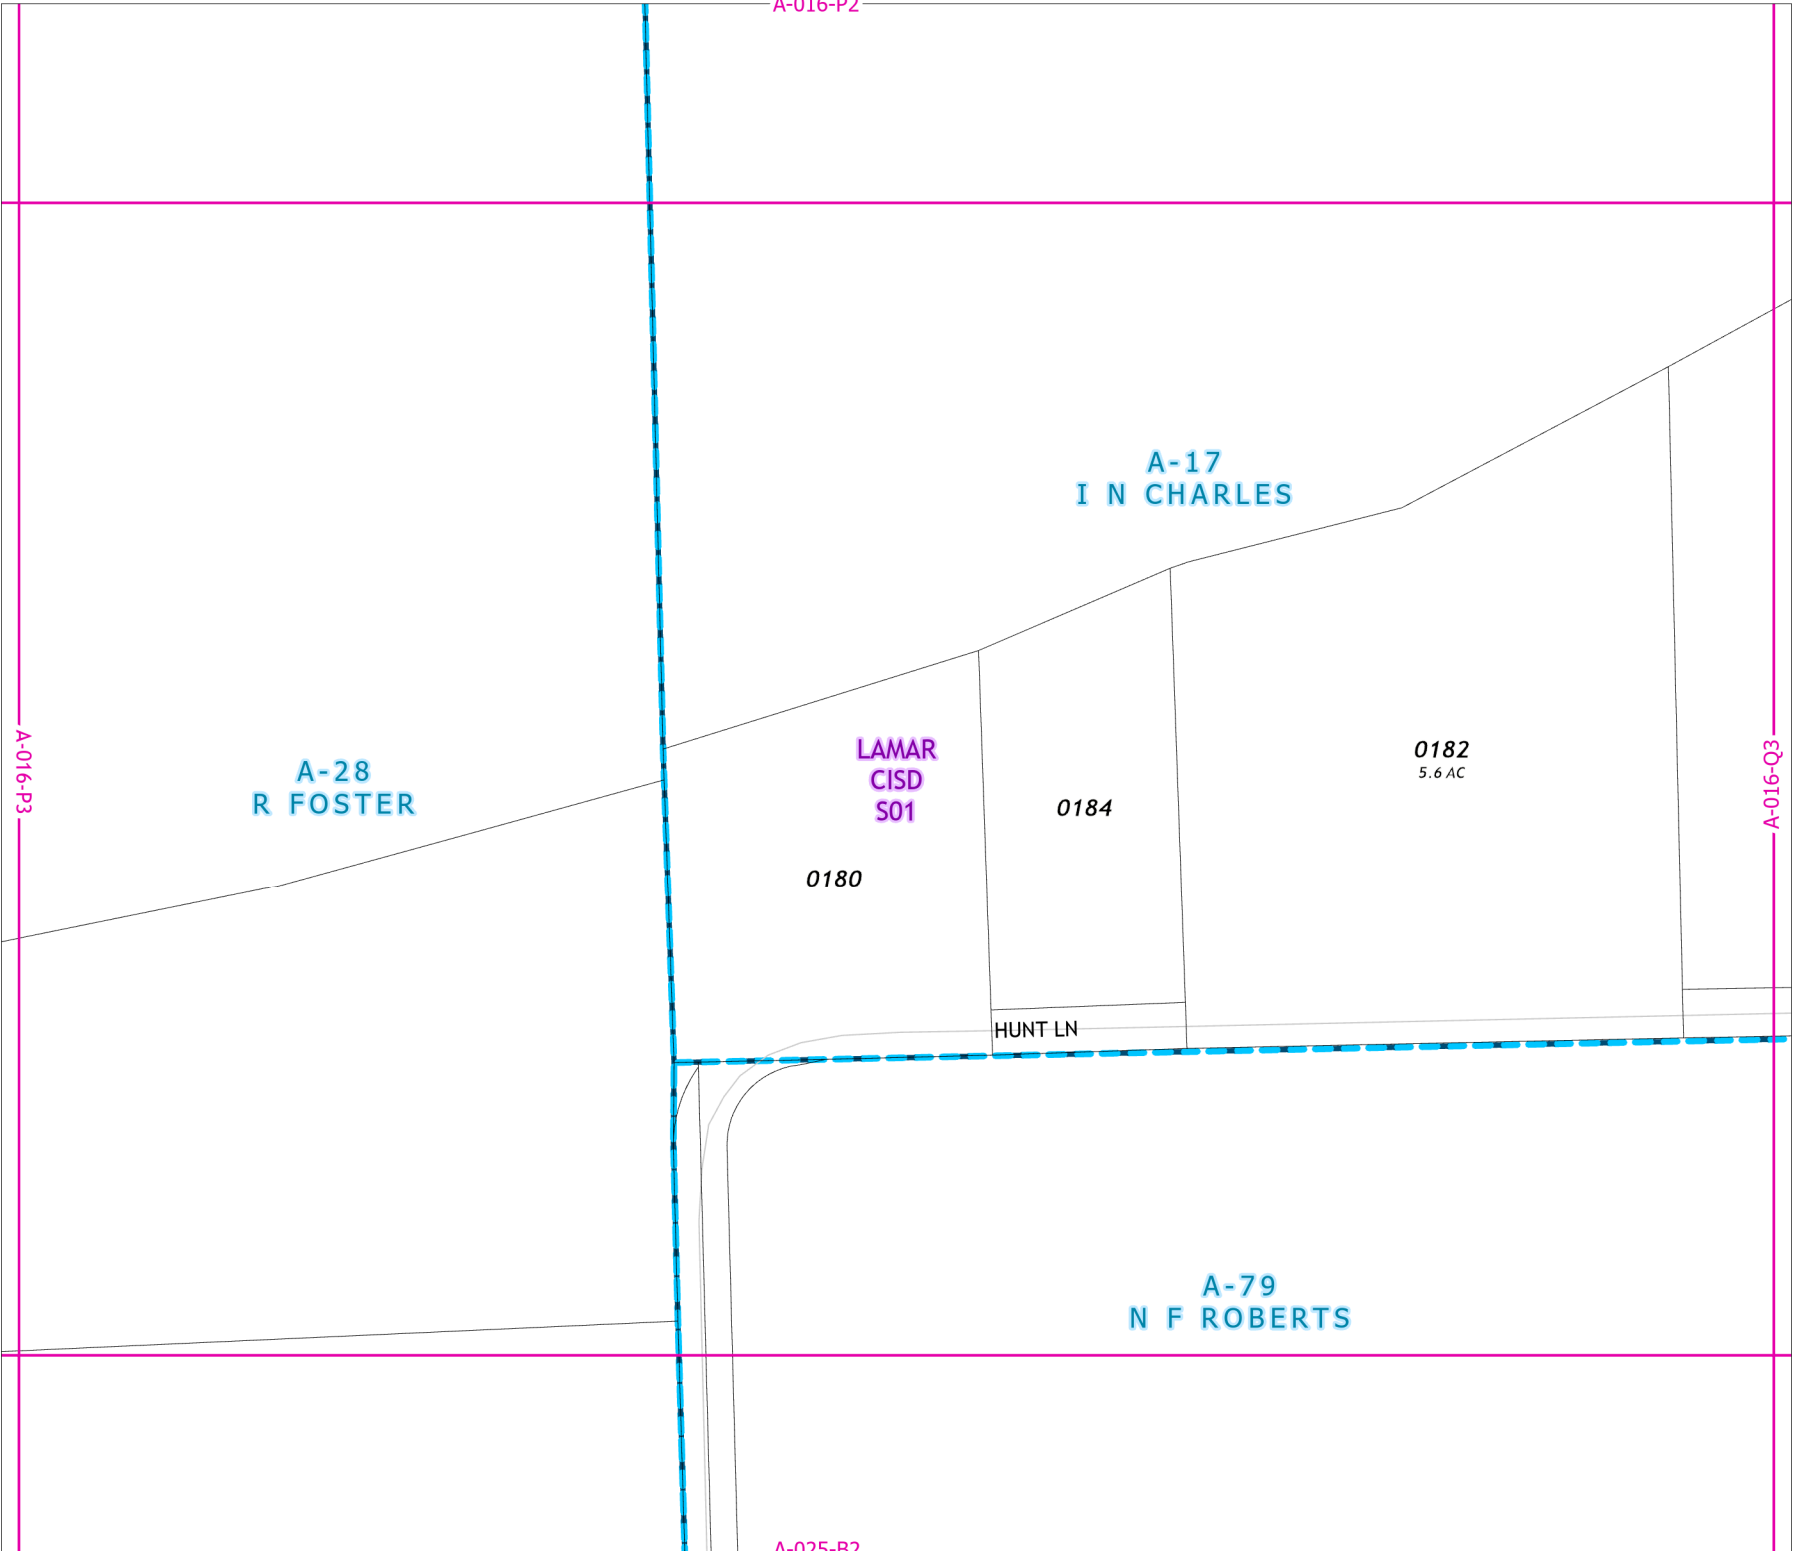 A-016-P2
A-17
I N CHARLES
LAMAR
CISD
S01
0182
5.6 AC
A-016-P3
A-28
R FOSTER
A-016-Q3
0184
0180
HUNT LN
A-79
N F ROBERTS
A-025-B2